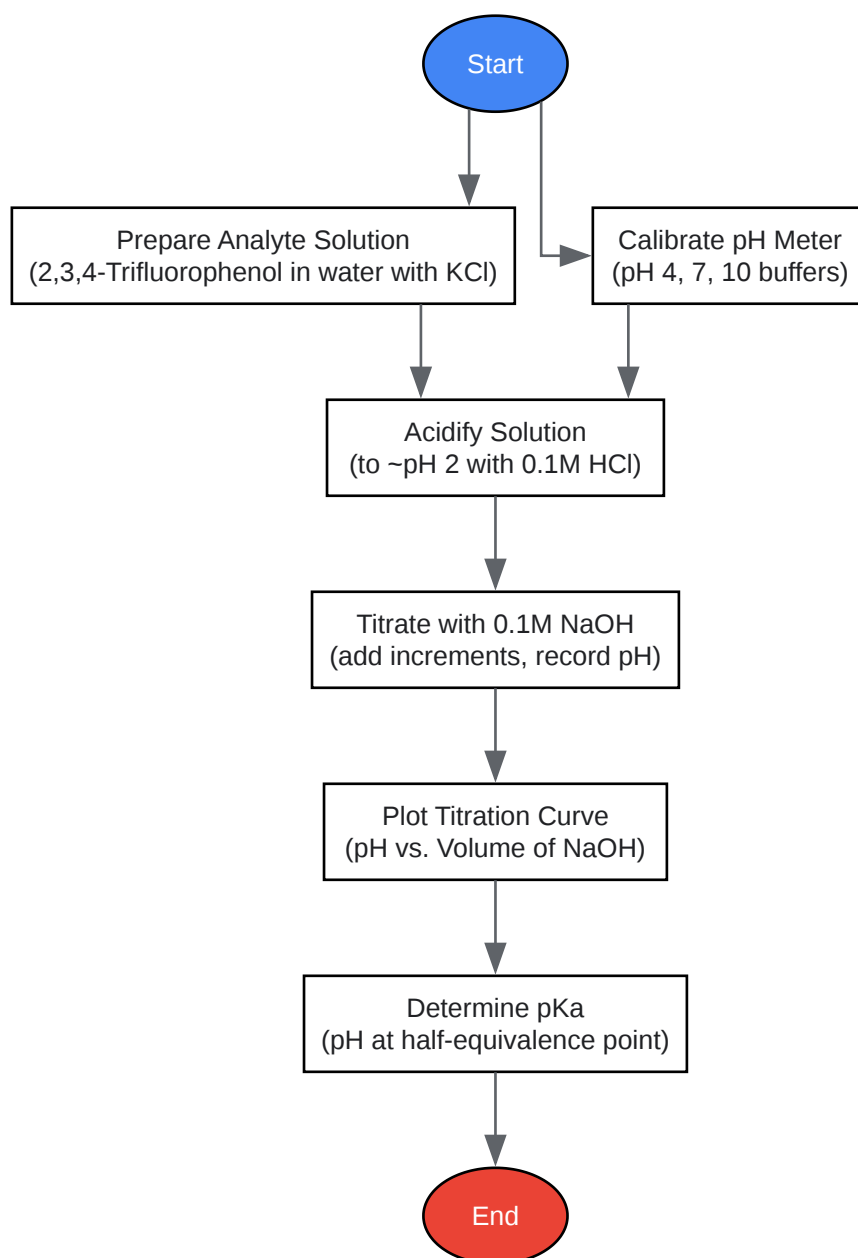 Start
Prepare Analyte Solution
(2,3,4-Trifluorophenol in water with KCl)
Calibrate pH Meter
(pH 4, 7, 10 buffers)
Acidify Solution
(to ~pH 2 with 0.1M HCl)
Titrate with 0.1M NaOH
(add increments, record pH)
Plot Titration Curve
(pH vs. Volume of NaOH)
Determine pKa
(pH at half-equivalence point)
End